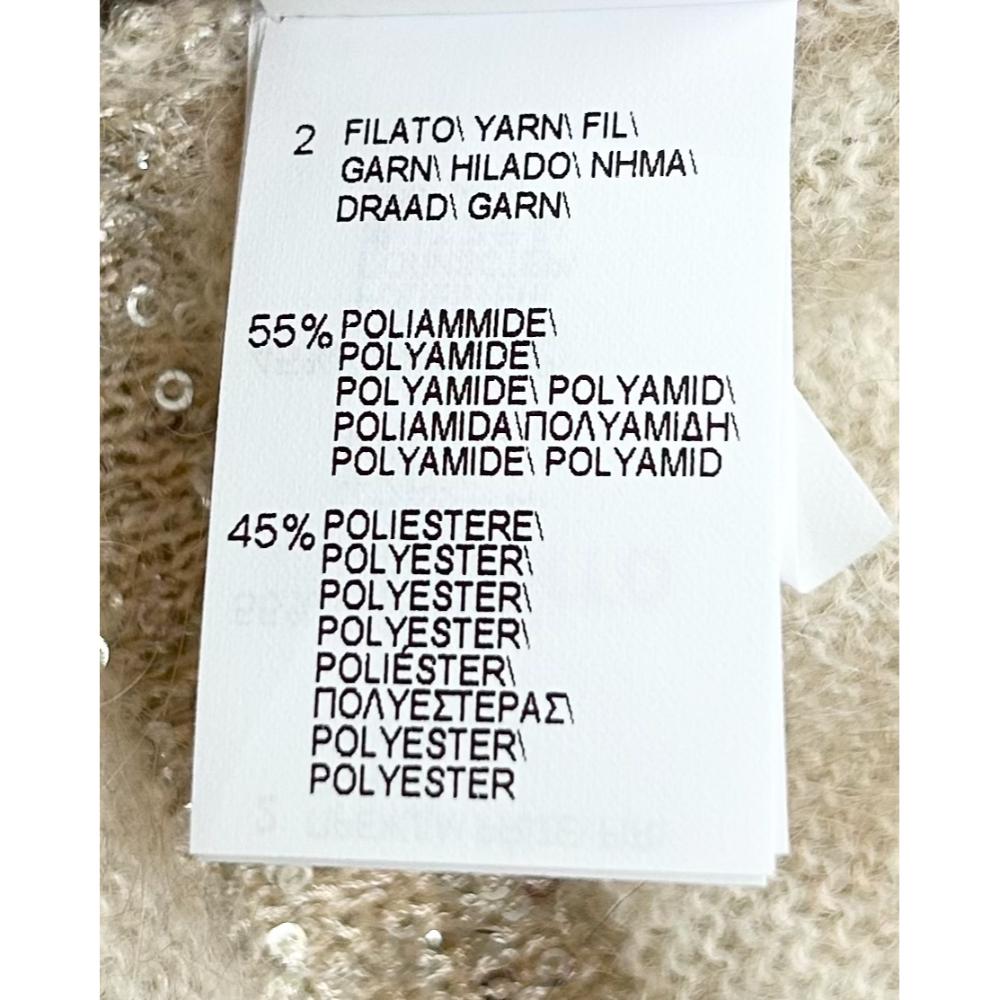 2 FILATO\ YARN\ FIL\
GARN\ HILADO\ ΝΗΜΑ\
DRAAD\ GARN\
55% POLIAMMIDE\
POLYAMIDE\
POLYAMIDE\ POLYAMID\
POLIAMIDA\ΠΟΛΥΑΜΙΔΗ\
POLYAMIDE\ POLYAMID
45% POLIESTERE\
POLYESTER\
POLYESTER\
POLYESTER\
POLIÉSTER\
ΠΟΛΥΕΣΤΕΡΑΣ\
POLYESTER\
POLYESTER